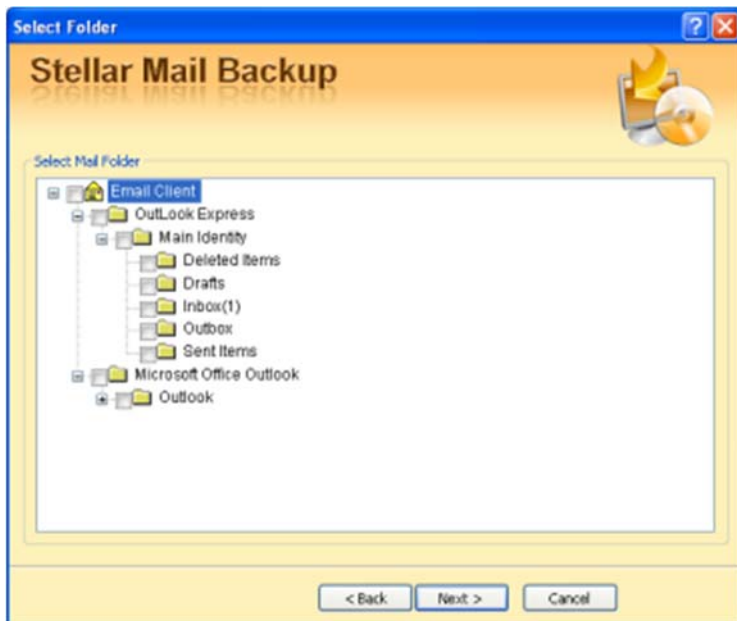 Select Folder
Stellar Mail Backup
Select Mail Folder
Email Client
OutLook Express
Main Identity
Deleted Items
Drafts
Inbox(1)
Outbox
Sent Items
Microsoft Office Outlook
Outlook
< Back Next > Cancel